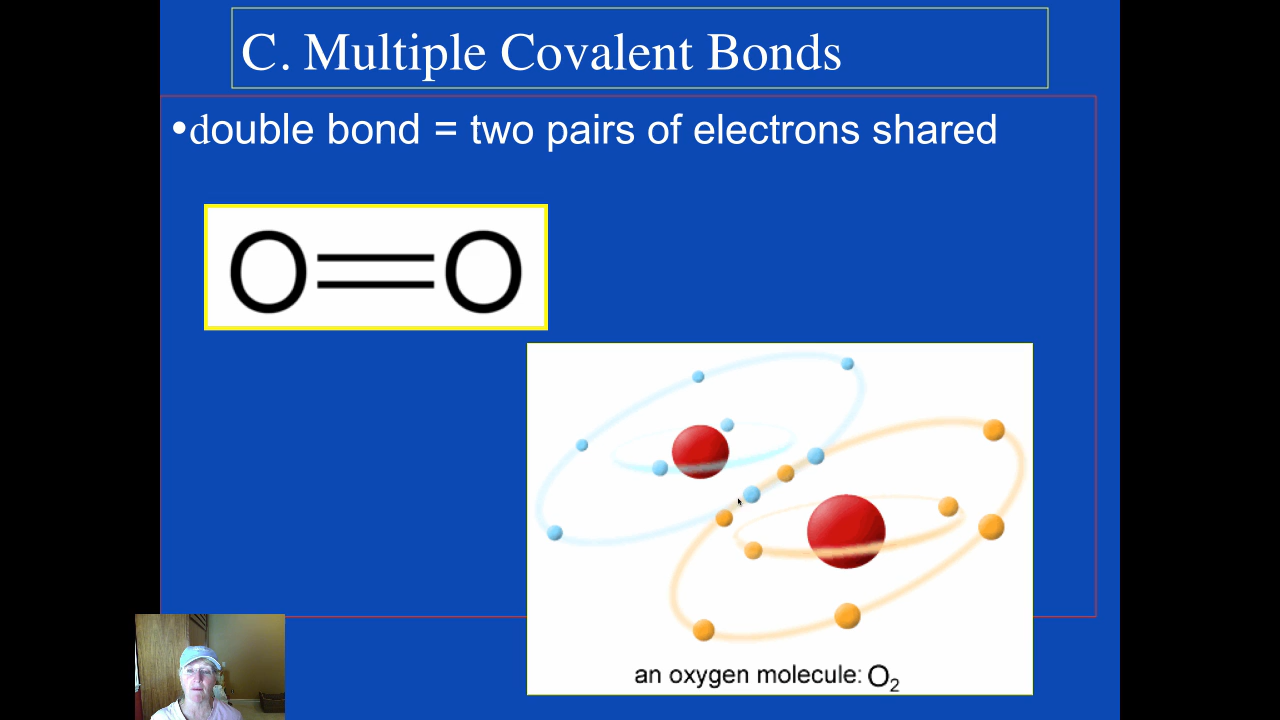 C. Multiple Covalent Bonds
•double bond = two pairs of electrons shared
O=O
an oxygen molecule: O₂